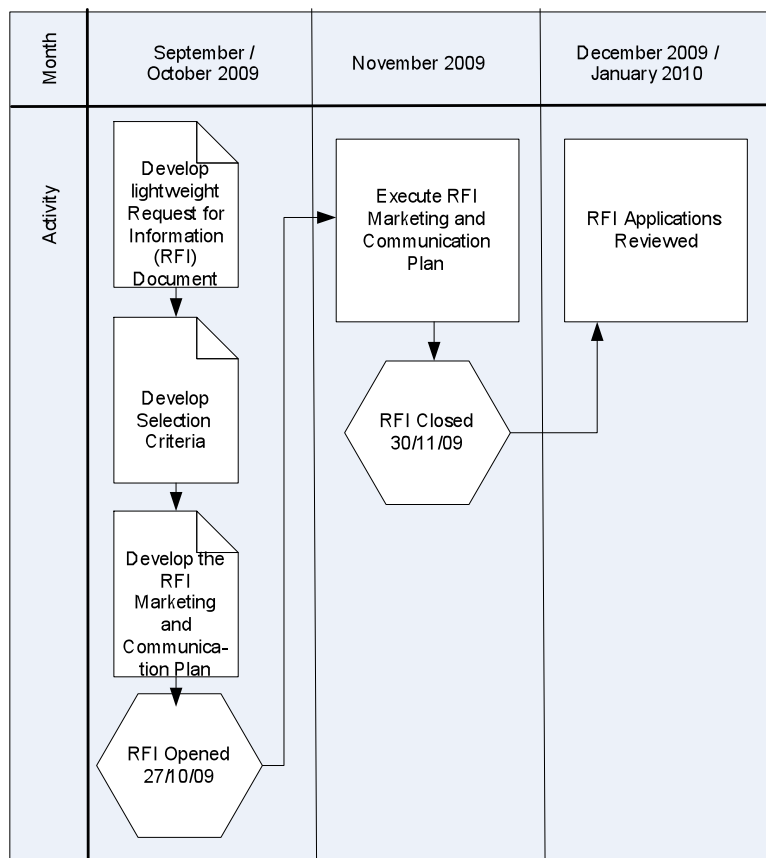 Month
September /
October 2009
November 2009
December 2009 /
January 2010
Activity
Develop
lightweight
Request for
Information
(RFI)
Document
Develop
Selection
Criteria
Develop the
RFI
Marketing
and
Communica-
tion Plan
RFI Opened
27/10/09
Execute RFI
Marketing and
Communication
Plan
RFI Closed
30/11/09
RFI Applications
Reviewed